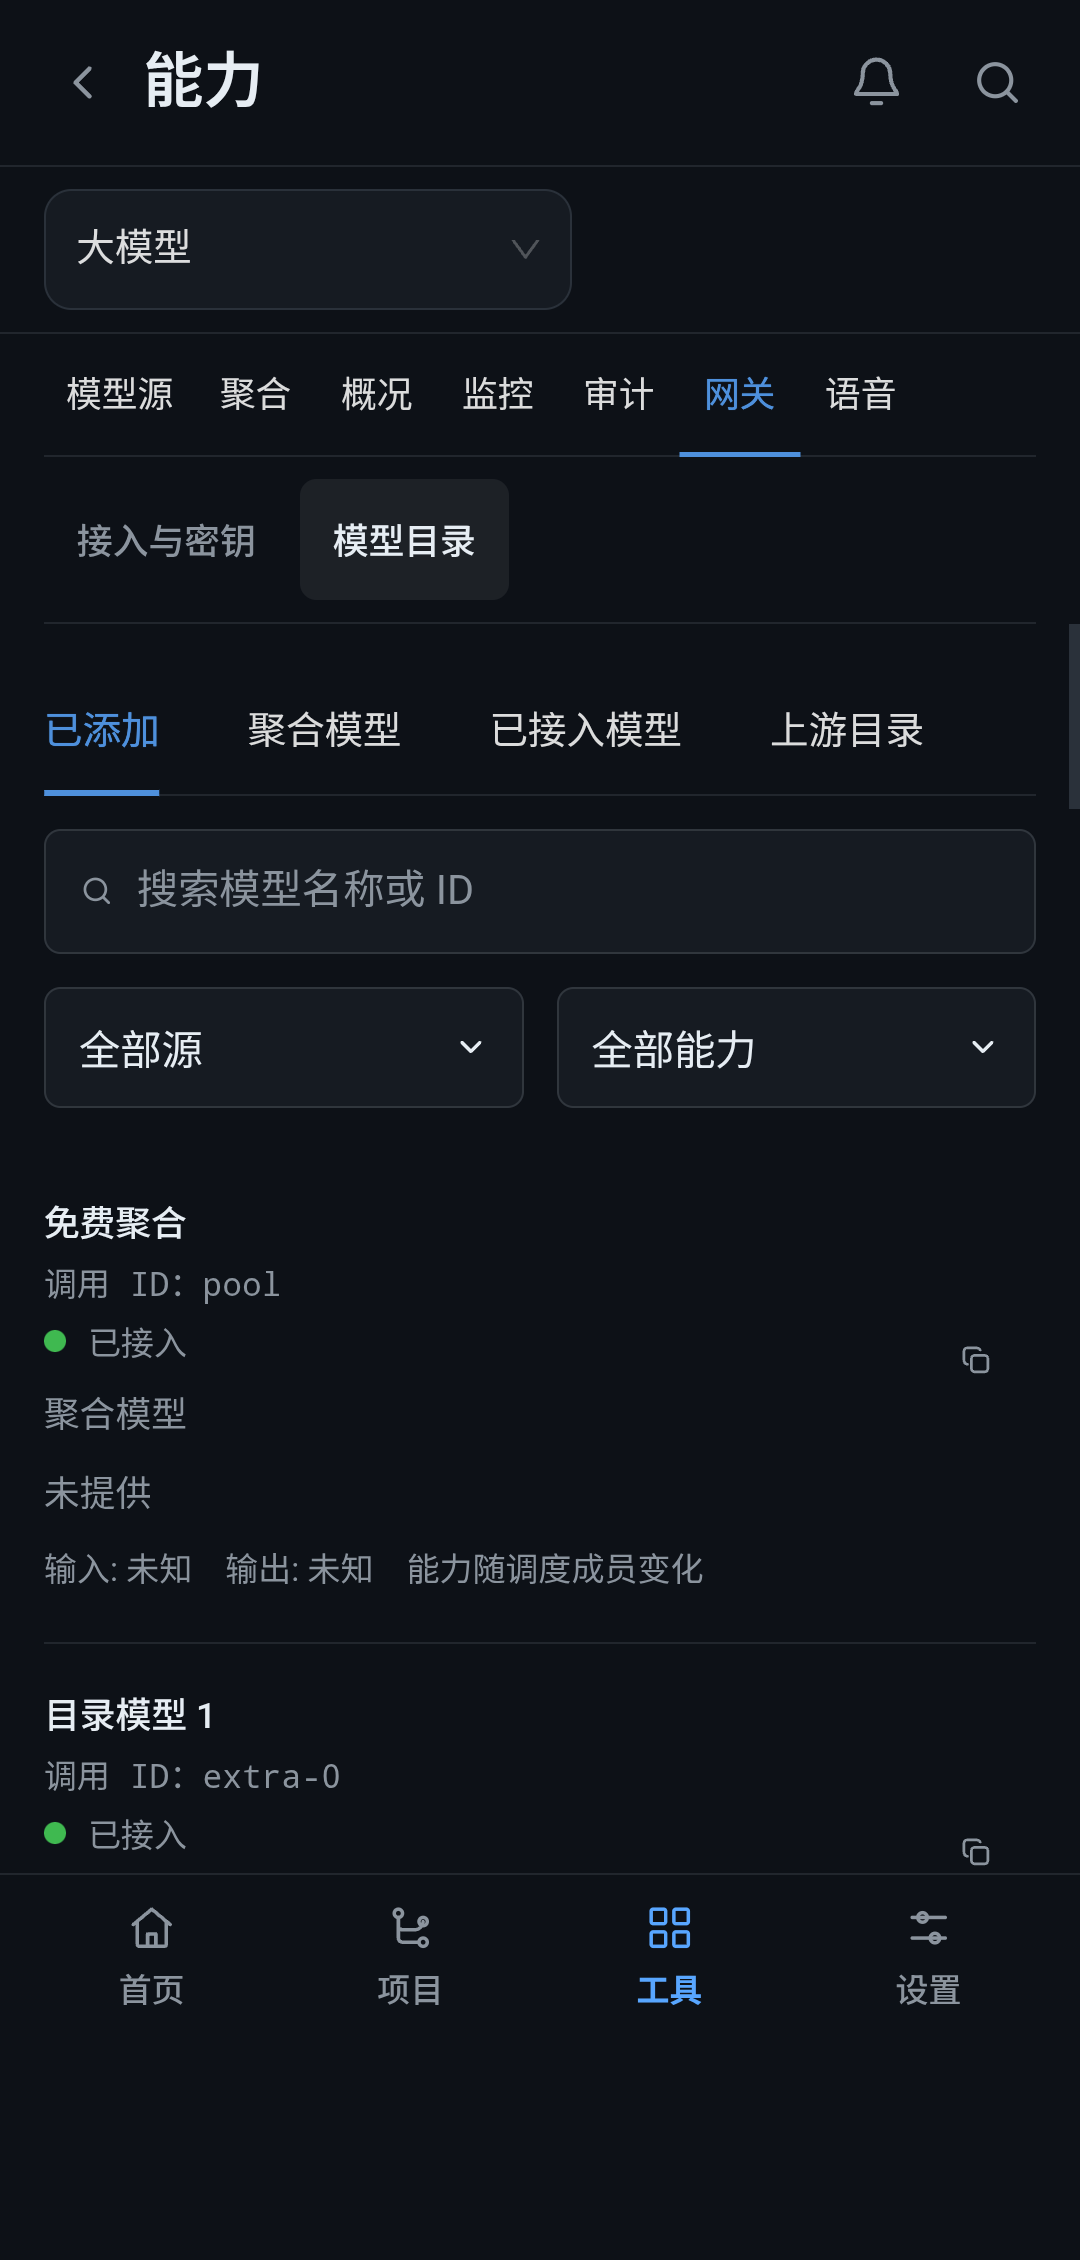 能力
大模型
模型源 聚合 概况 监控 审计 网关 语音
接入与密钥 模型目录
已添加 聚合模型 已接入模型 上游目录
搜索模型名称或 ID
全部源 全部能力
免费聚合
调用 ID: pool
已接入
聚合模型
未提供
输入: 未知 输出: 未知 能力随调度成员变化
目录模型 1
调用 ID: extra-0
已接入
首页 项目 工具 设置